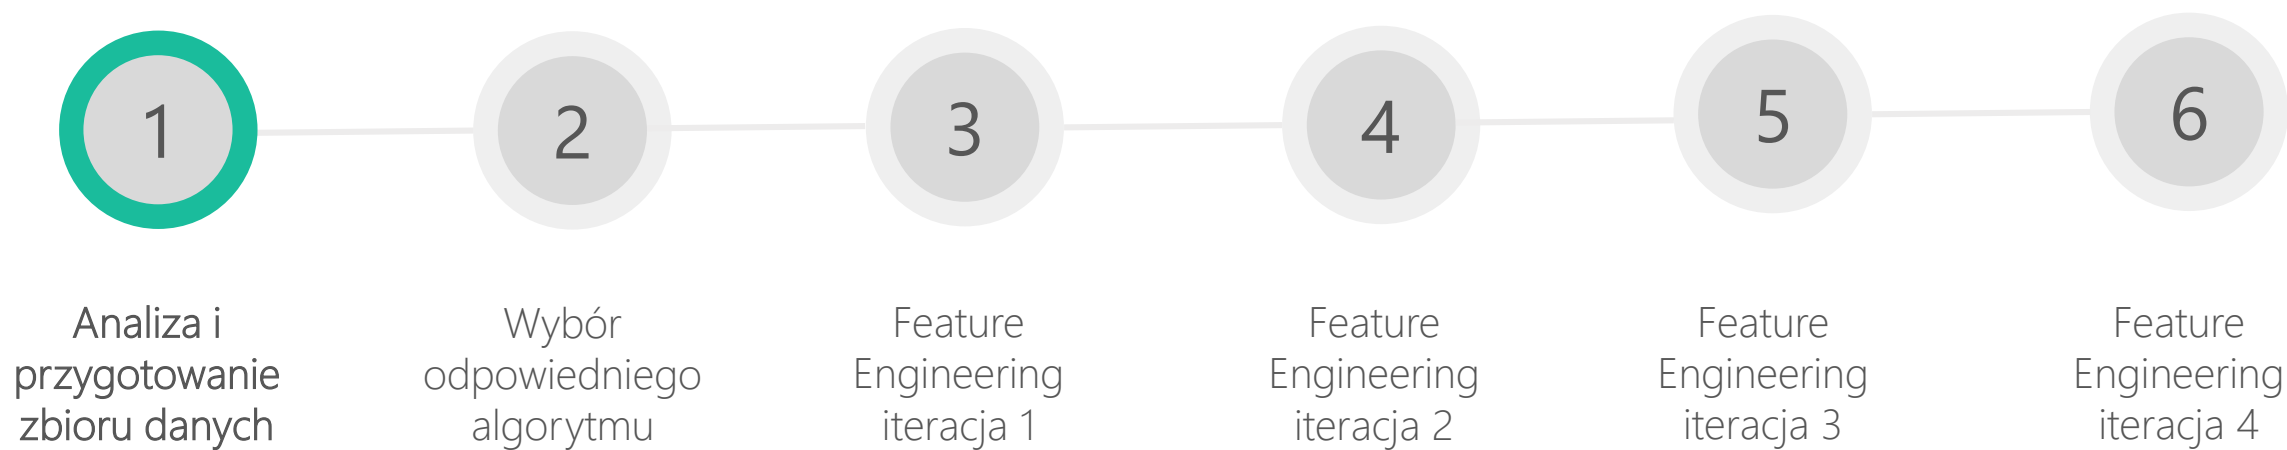 1
2
3
4
5
6
Analiza i
przygotowanie
zbioru danych
Wybór
odpowiedniego
algorytmu
Feature
Engineering
iteracja 1
Feature
Engineering
iteracja 2
Feature
Engineering
iteracja 3
Feature
Engineering
iteracja 4